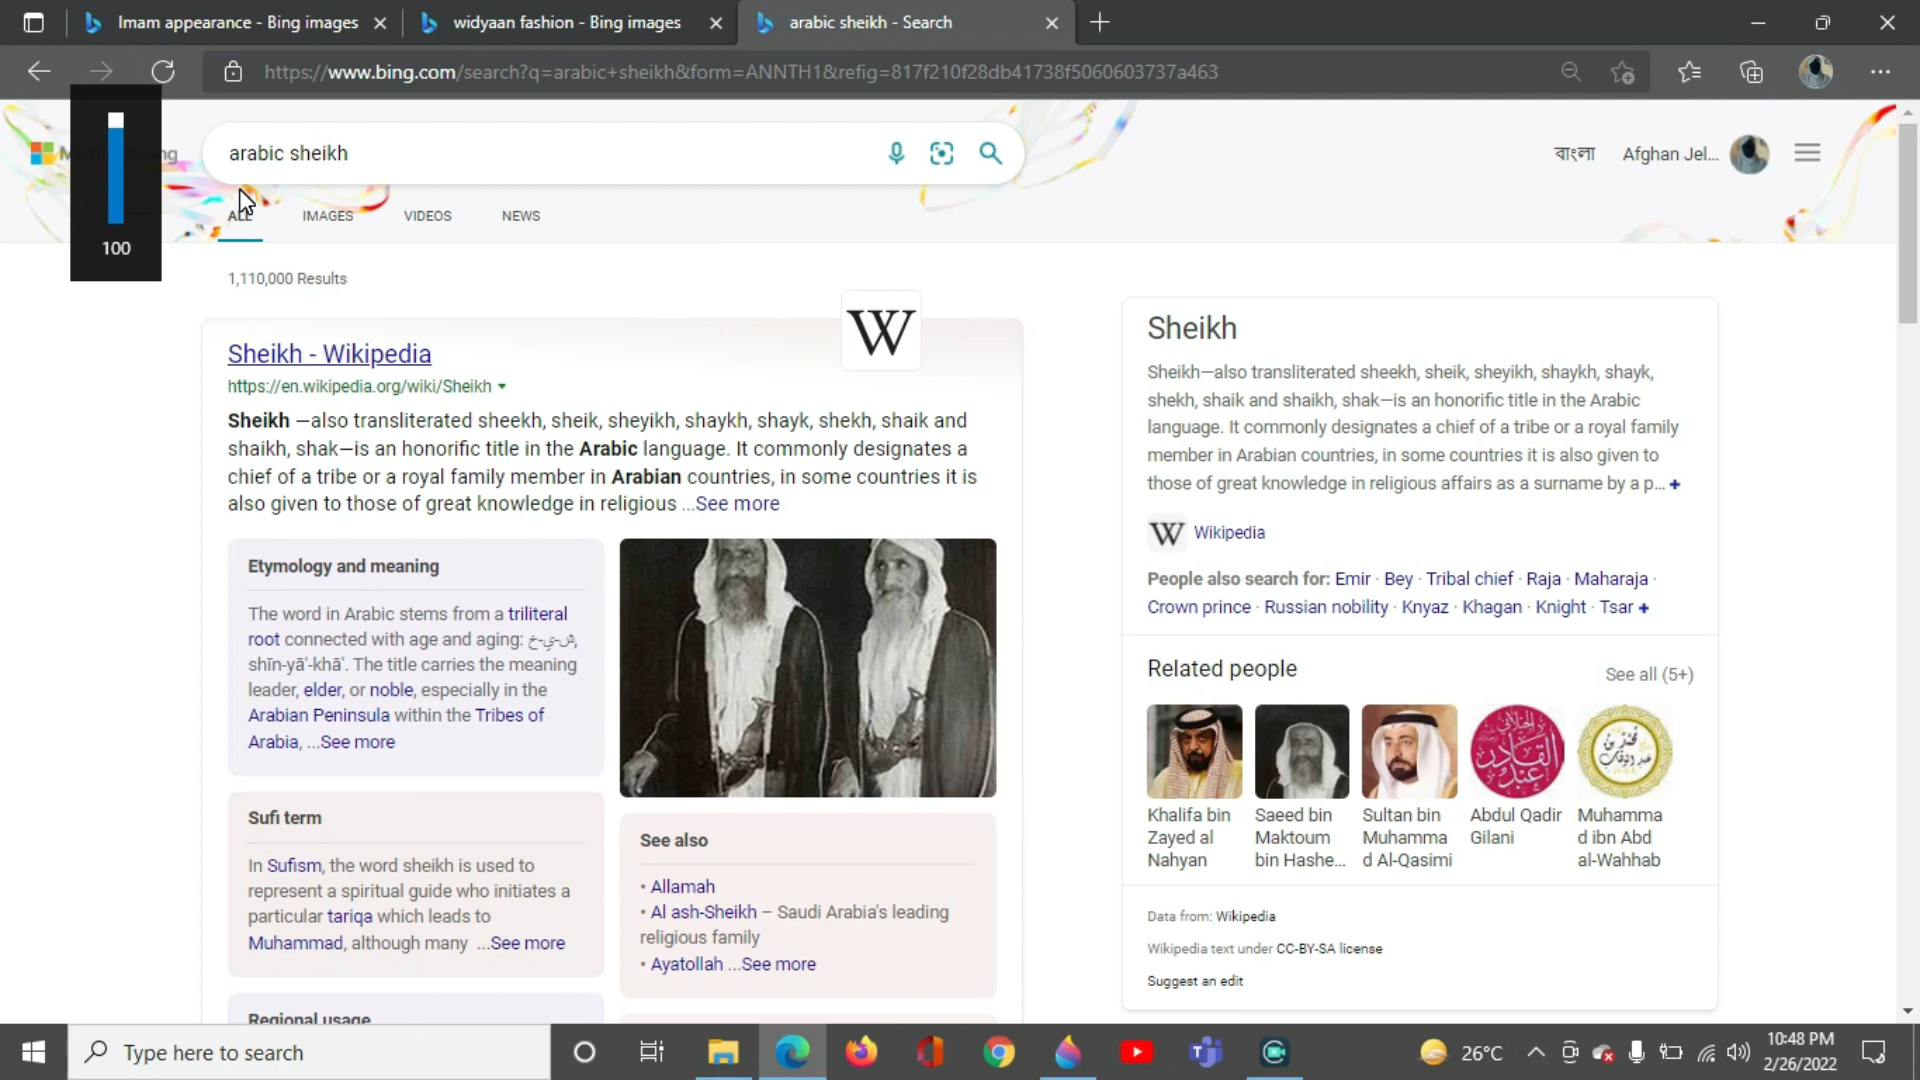 Imam appearance - Bing images
widyaan fashion - Bing images
arabic sheikh - Search
https://www.bing.com/search?q=arabic+sheikh&form=ANNTH1&refig=817f210f28db41738f5060603737a463
arabic sheikh
বাংলা
Afghan Jel...
100
ALL
IMAGES
VIDEOS
NEWS
1,110,000 Results
W
Sheikh - Wikipedia
https://en.wikipedia.org/wiki/Sheikh
Sheikh —also transliterated sheekh, sheik, sheyikh, shaykh, shayk, shekh, shaik and
shaikh, shak—is an honorific title in the Arabic language. It commonly designates a
chief of a tribe or a royal family member in Arabian countries, in some countries it is
also given to those of great knowledge in religious ...See more
Etymology and meaning
The word in Arabic stems from a triliteral
root connected with age and aging: ش-ي-خ,
shīn-yā'-khā'. The title carries the meaning
leader, elder, or noble, especially in the
Arabian Peninsula within the Tribes of
Arabia, ...See more
Sufi term
In Sufism, the word sheikh is used to
represent a spiritual guide who initiates a
particular tariqa which leads to
Muhammad, although many ...See more
Regional usage
See also
• Allamah
• Al ash-Sheikh – Saudi Arabia's leading
religious family
• Ayatollah ...See more
Sheikh
Sheikh—also transliterated sheekh, sheik, sheyikh, shaykh, shayk,
shekh, shaik and shaikh, shak—is an honorific title in the Arabic
language. It commonly designates a chief of a tribe or a royal family
member in Arabian countries, in some countries it is also given to
those of great knowledge in religious affairs as a surname by a p... +
W Wikipedia
People also search for: Emir · Bey · Tribal chief · Raja · Maharaja ·
Crown prince · Russian nobility · Knyaz · Khagan · Knight · Tsar +
Related people
See all (5+)
Khalifa bin
Zayed al
Nahyan
Saeed bin
Maktoum
bin Hashe...
Sultan bin
Muhamma
d Al-Qasimi
Abdul Qadir
Gilani
Muhamma
d ibn Abd
al-Wahhab
Data from: Wikipedia
Wikipedia text under CC-BY-SA license
Suggest an edit
Type here to search
26°C
10:48 PM
2/26/2022